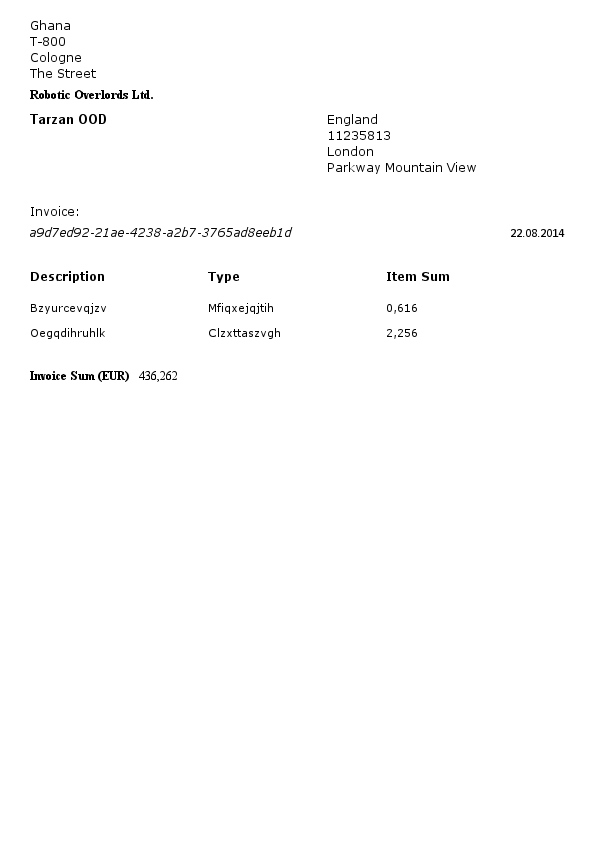 Ghana
T-800
Cologne
The Street
Robotic Overlords Ltd.
Tarzan OOD
England
11235813
London
Parkway Mountain View
Invoice:
a9d7ed92-21ae-4238-a2b7-3765ad8eeb1d 22.08.2014
Description Type Item Sum
Bzyurcevqjzv Mfiqxejqjtih 0,616
Oegqdihruhlk Clzxttaszvgh 2,256
Invoice Sum (EUR) 436,262